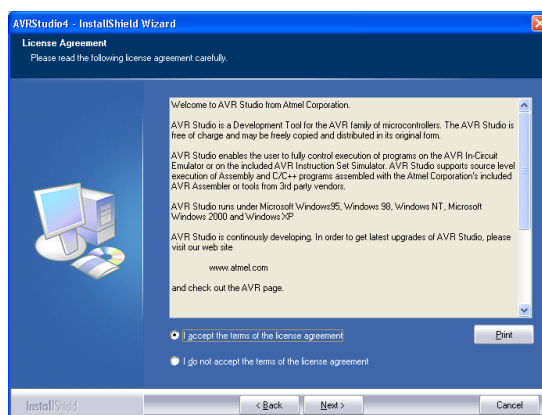 AVRStudio4 - InstallShield Wizard
License Agreement
Please read the following license agreement carefully.
Welcome to AVR Studio from Atmel Corporation.
AVR Studio is a Development Tool for the AVR family of microcontrollers. The AVR Studio is
free of charge and may be freely copied and distributed in its original form.
AVR Studio enables the user to fully control execution of programs on the AVR In-Circuit
Emulator or on the included AVR Instruction Set Simulator. AVR Studio supports source level
execution of Assembly and C/C++ programs assembled with the Atmel Corporation's included
AVR Assembler or tools from 3rd party vendors.
AVR Studio runs under Microsoft Windows95, Windows 98, Windows NT, Microsoft
Windows 2000 and Windows XP
AVR Studio is continously developing. In order to get latest upgrades of AVR Studio, please
visit our web site
www.atmel.com
and check out the AVR page.
I accept the terms of the license agreement
Print
I do not accept the terms of the license agreement
InstallShield
< Back
Next >
Cancel